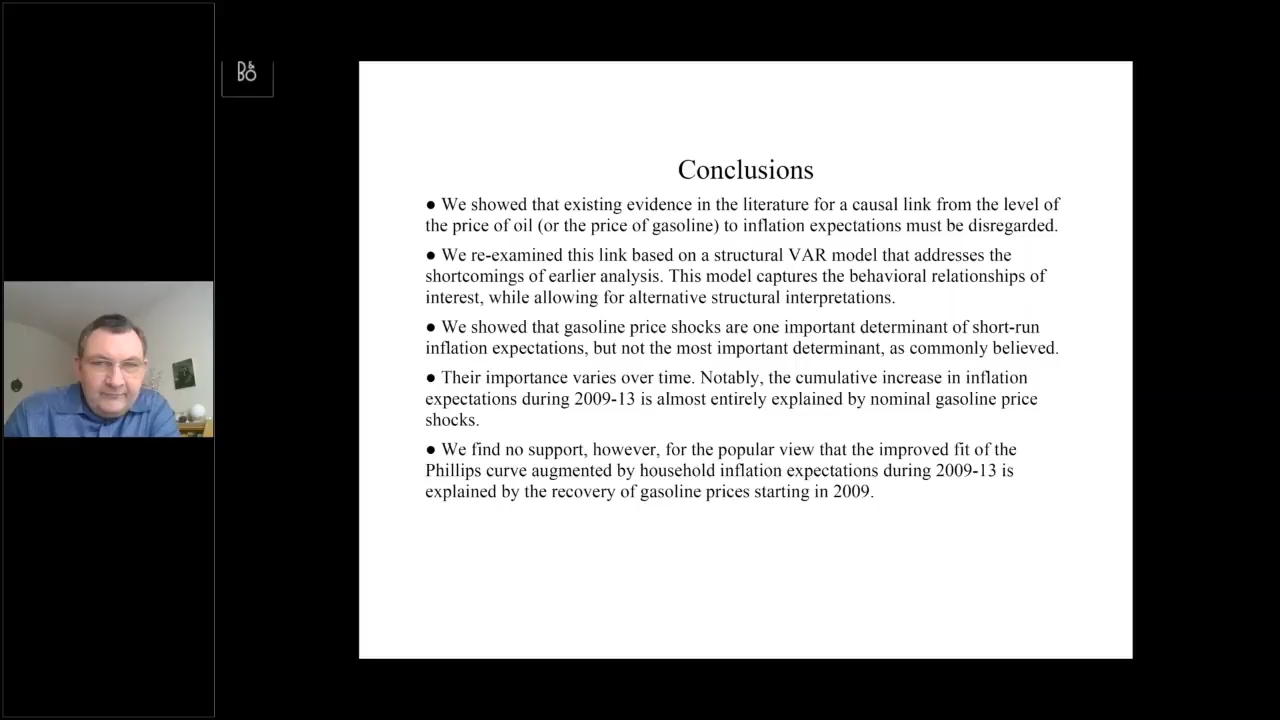 D&
BO
Conclusions
● We showed that existing evidence in the literature for a causal link from the level of
the price of oil (or the price of gasoline) to inflation expectations must be disregarded.
● We re-examined this link based on a structural VAR model that addresses the
shortcomings of earlier analysis. This model captures the behavioral relationships of
interest, while allowing for alternative structural interpretations.
● We showed that gasoline price shocks are one important determinant of short-run
inflation expectations, but not the most important determinant, as commonly believed.
● Their importance varies over time. Notably, the cumulative increase in inflation
expectations during 2009-13 is almost entirely explained by nominal gasoline price
shocks.
● We find no support, however, for the popular view that the improved fit of the
Phillips curve augmented by household inflation expectations during 2009-13 is
explained by the recovery of gasoline prices starting in 2009.